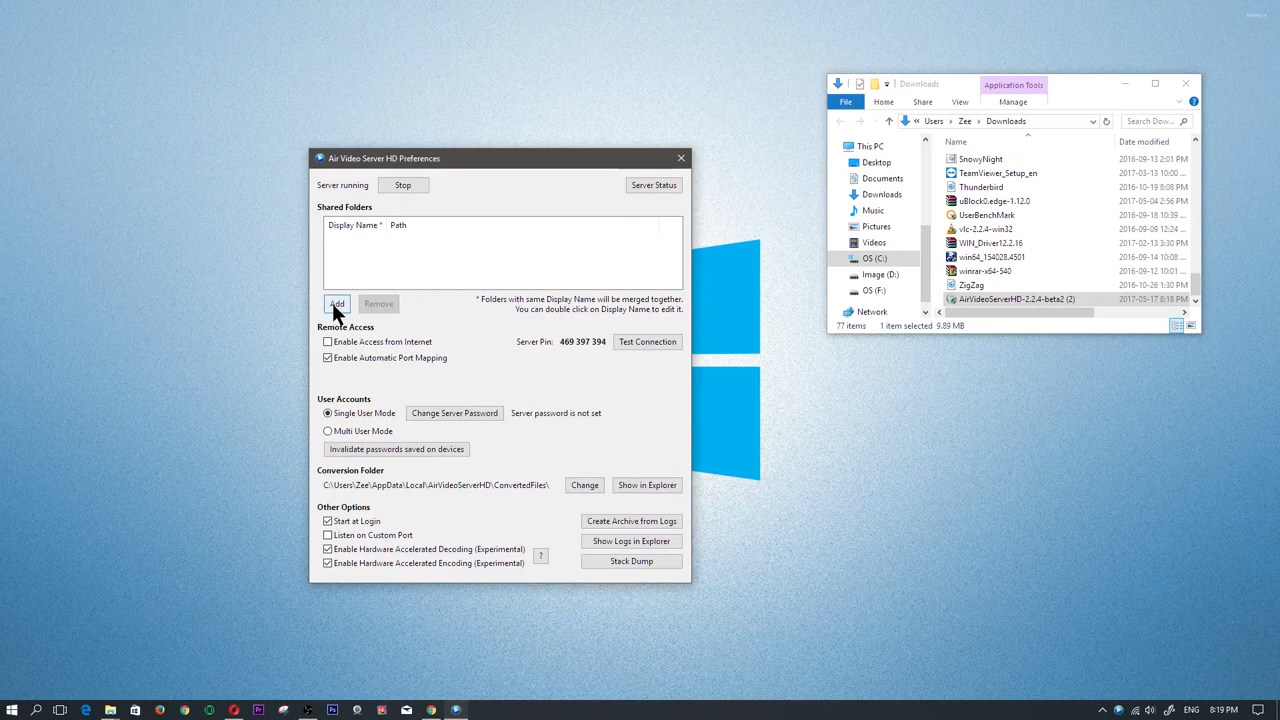 Air Video Server HD Preferences
Server running
Stop
Server Status
Shared Folders
Display Name *
Path
Add
Remove
* Folders with same Display Name will be merged together.
You can double click on Display Name to edit it.
Remote Access
Enable Access from Internet
Server Pin:
469 397 394
Test Connection
Enable Automatic Port Mapping
User Accounts
Single User Mode
Change Server Password
Server password is not set
Multi User Mode
Invalidate passwords saved on devices
Conversion Folder
C:\Users\Zee\AppData\Local\AirVideoServerHD\ConvertedFiles\
Change
Show in Explorer
Other Options
Start at Login
Create Archive from Logs
Listen on Custom Port
Show Logs in Explorer
Enable Hardware Accelerated Decoding (Experimental)
?
Enable Hardware Accelerated Encoding (Experimental)
Stack Dump
Downloads
Application Tools
File
Home
Share
View
Manage
« Users > Zee > Downloads
Search Dow...
This PC
Desktop
Documents
Downloads
Music
Pictures
Videos
OS (C:)
Image (D:)
OS (F:)
Network
Name
Date modified
SnowyNight 2016-09-13 2:01 PM
TeamViewer_Setup_en 2017-03-13 10:00 ...
Thunderbird 2016-10-19 8:08 PM
uBlock0.edge-1.12.0 2017-05-04 2:56 PM
UserBenchMark 2016-09-18 10:39 ...
vlc-2.2.4-win32 2016-09-09 12:24 ...
WIN_Driver12.2.16 2017-02-13 3:30 PM
win64_154028.4501 2016-09-14 10:08 ...
winrar-x64-540 2016-09-12 10:21 ...
ZigZag 2016-10-26 1:30 PM
AirVideoServerHD-2.2.4-beta2 (2) 2017-05-17 8:18 PM
77 items
1 item selected 9.89 MB
ENG
8:19 PM